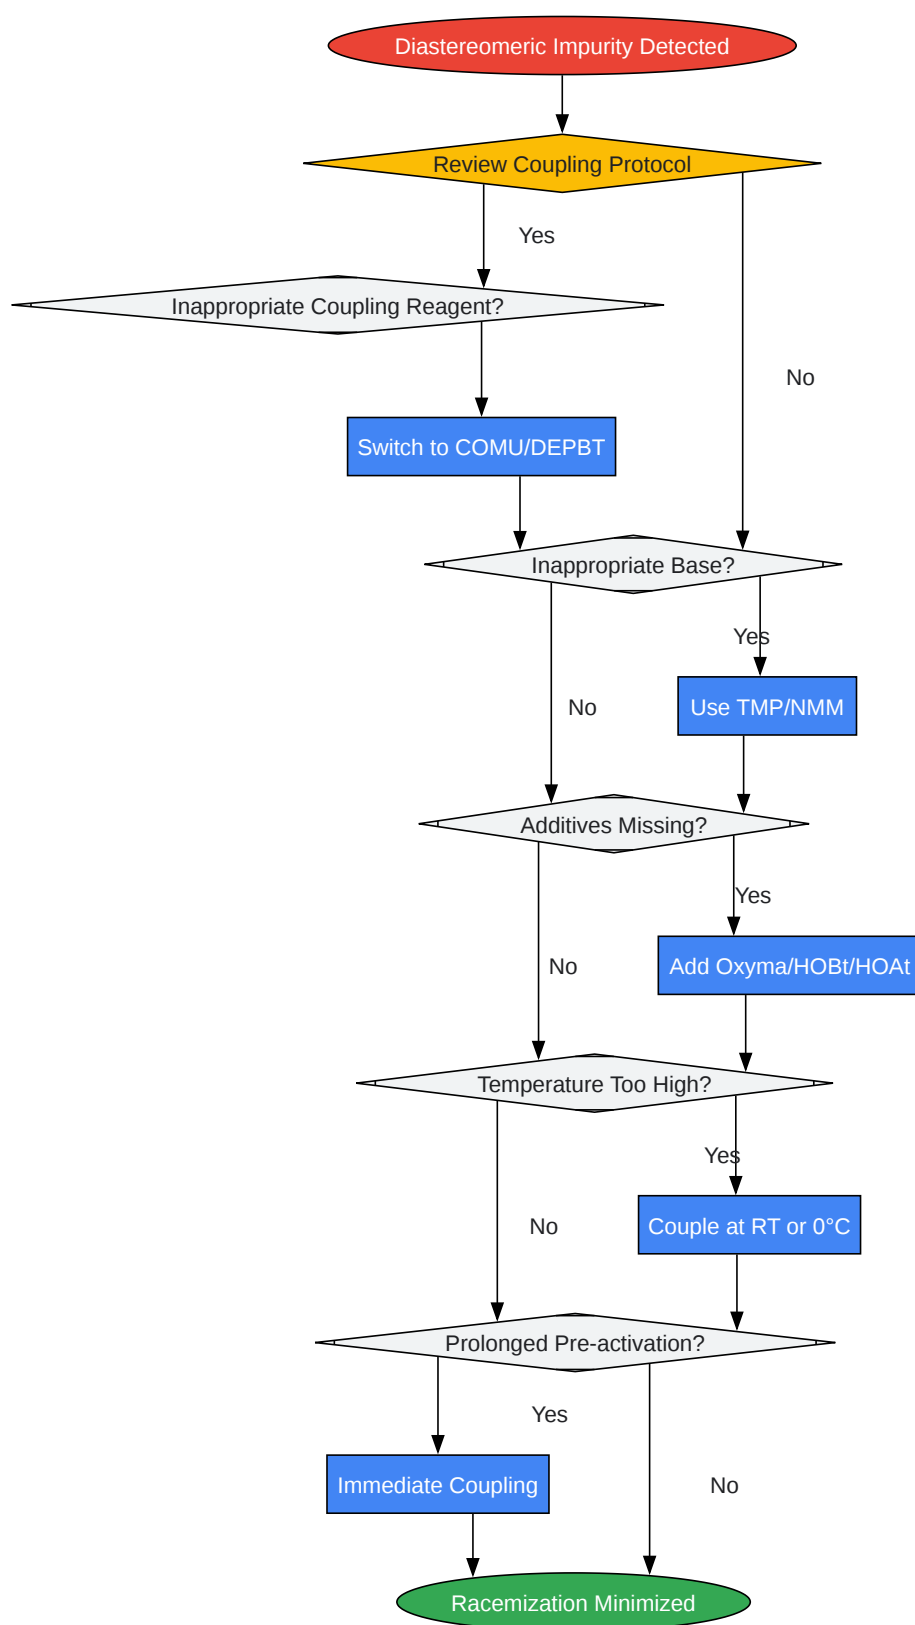 Diastereomeric Impurity Detected
Review Coupling Protocol
Yes
Inappropriate Coupling Reagent?
No
Switch to COMU/DEPBT
Inappropriate Base?
Yes
No
Use TMP/NMM
Additives Missing?
Yes
No
Add Oxyma/HOBt/HOAt
Temperature Too High?
Yes
No
Couple at RT or 0°C
Prolonged Pre-activation?
Yes
Immediate Coupling
No
Racemization Minimized